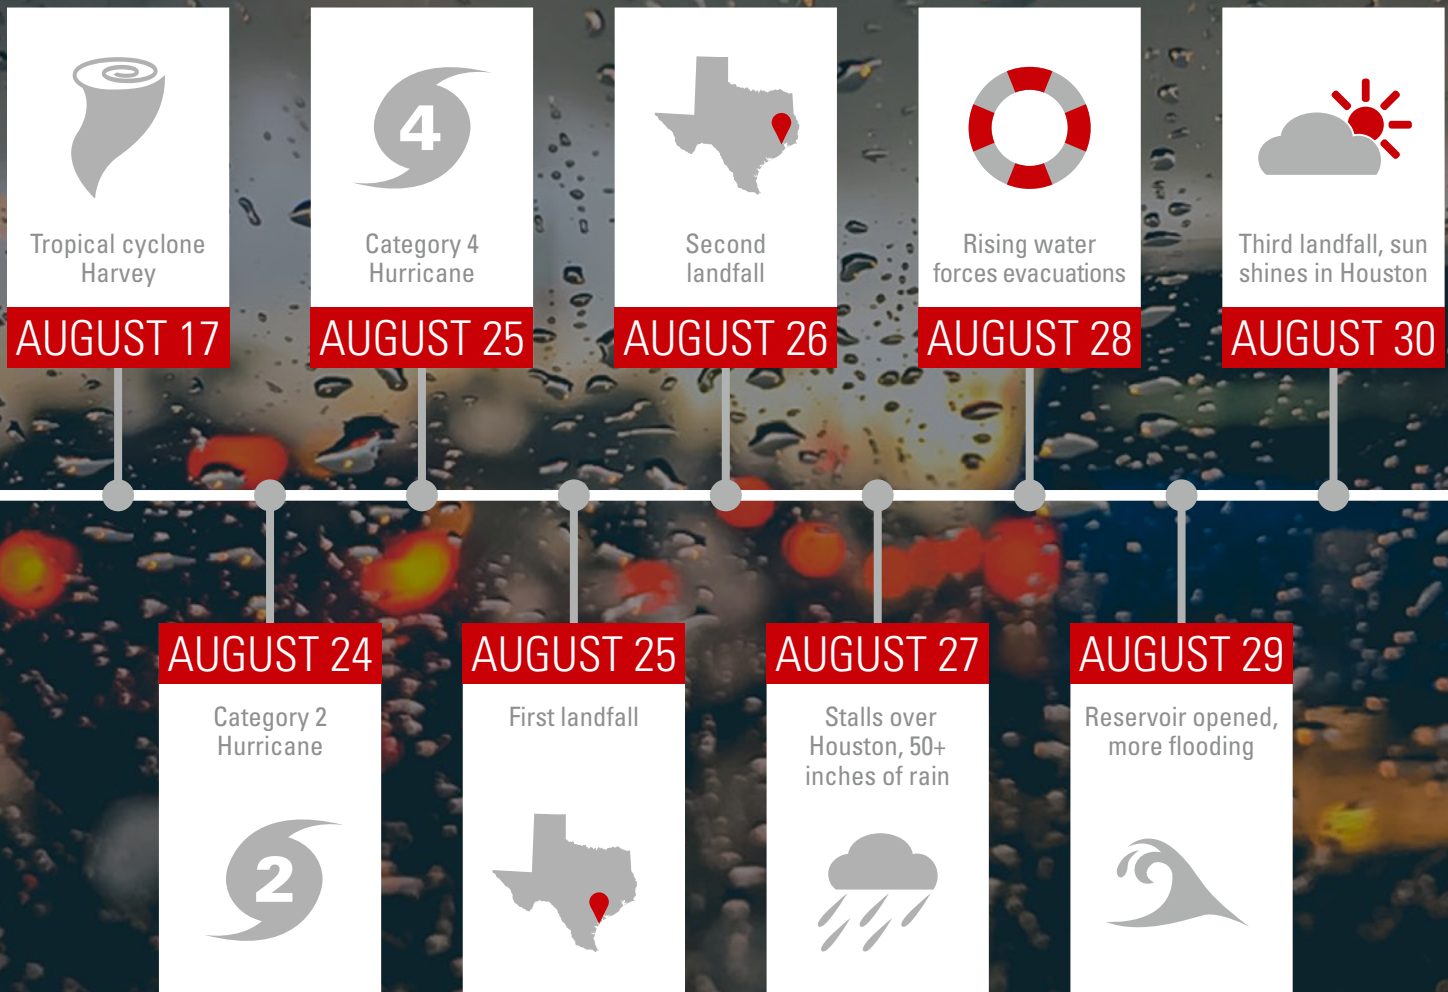 Tropical cyclone
Harvey
AUGUST 17
4
Category 4
Hurricane
AUGUST 25
Second
landfall
AUGUST 26
Rising water
forces evacuations
AUGUST 28
Third landfall, sun
shines in Houston
AUGUST 30
AUGUST 24
Category 2
Hurricane
2
AUGUST 25
First landfall
AUGUST 27
Stalls over
Houston, 50+
inches of rain
AUGUST 29
Reservoir opened,
more flooding